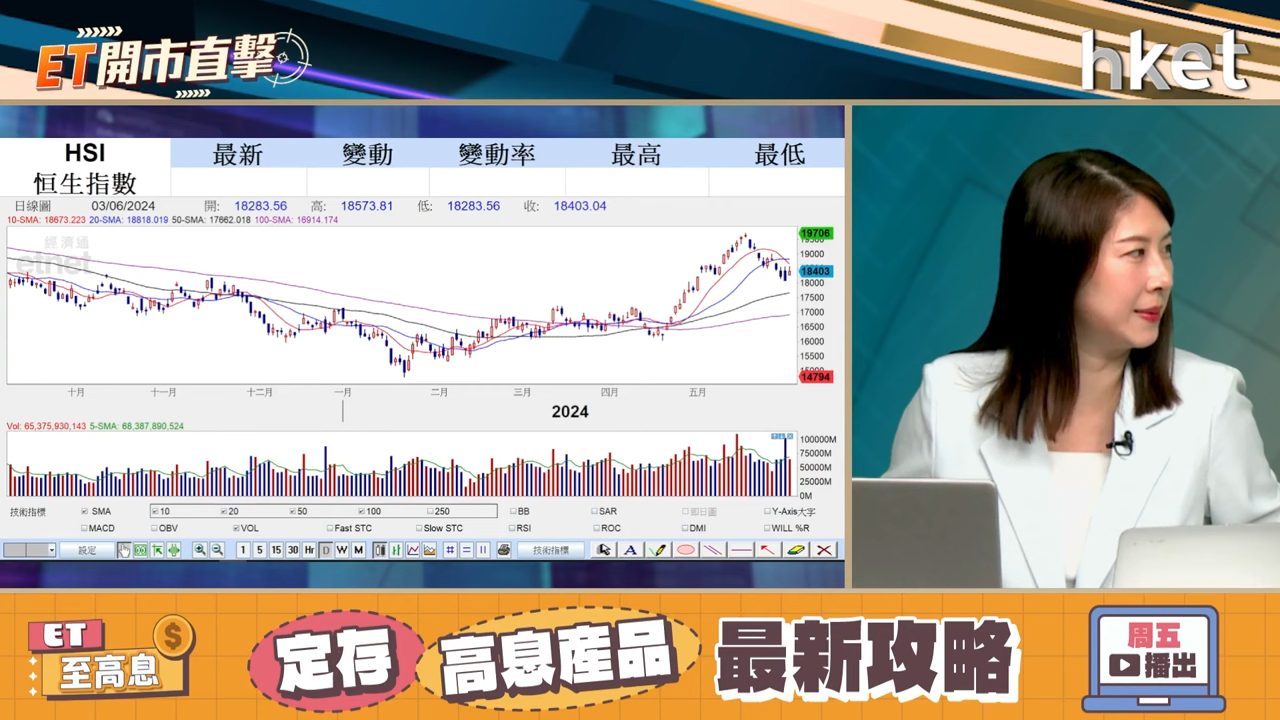 ET開市直擊
hket
HSI 最新 變動 變動率 最高 最低
恒生指數
日線圖 03/06/2024 開: 18283.56 高: 18573.81 低: 18283.56 收: 18403.04
10-SMA: 18673.223 20-SMA: 18818.019 50-SMA: 17662.018 100-SMA: 16914.174
經濟通
etnet
19706
19500
19000
18403
18000
17500
17000
16500
16000
15500
15000
14794
十月 十一月 十二月 一月 二月 三月 四月 五月
2024
Vol: 65,375,930,143 5-SMA: 68,387,890,524
100000M
75000M
50000M
25000M
0M
技術指標 SMA 10 20 50 100 250 BB SAR 即日圖 Y-Axis大字
MACD OBV VOL Fast STC Slow STC RSI ROC DMI WILL %R
設定 1 5 15 30 Hr D W M 技術指標 A
ET
至高息
$
定存 高息產品 最新攻略
周五
播出